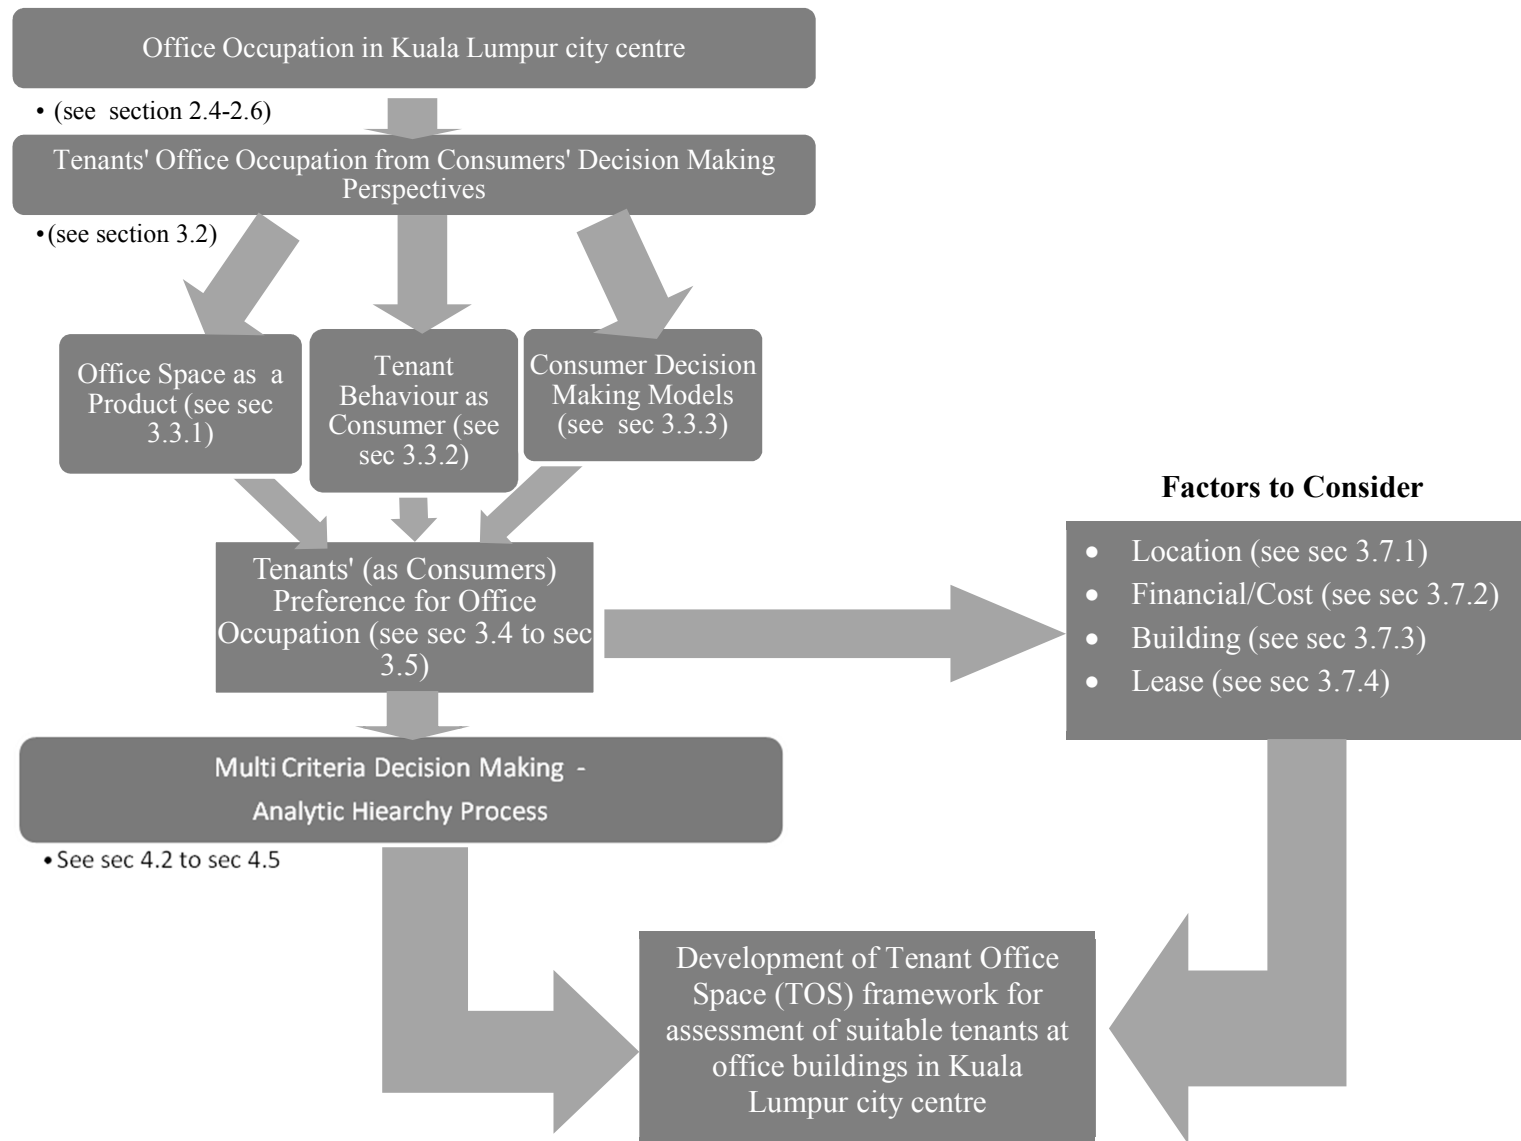 Office Occupation in Kuala Lumpur city centre
• (see section 2.4-2.6)
Tenants' Office Occupation from Consumers' Decision Making
Perspectives
• (see section 3.2)
Office Space as a
Product (see sec
3.3.1)
Tenant
Behaviour as
Consumer (see
sec 3.3.2)
Consumer Decision
Making Models
(see sec 3.3.3)
Tenants' (as Consumers)
Preference for Office
Occupation (see sec 3.4 to sec
3.5)
Factors to Consider
• Location (see sec 3.7.1)
• Financial/Cost (see sec 3.7.2)
• Building (see sec 3.7.3)
• Lease (see sec 3.7.4)
Multi Criteria Decision Making -
Analytic Hiearchy Process
• See sec 4.2 to sec 4.5
Development of Tenant Office
Space (TOS) framework for
assessment of suitable tenants at
office buildings in Kuala
Lumpur city centre